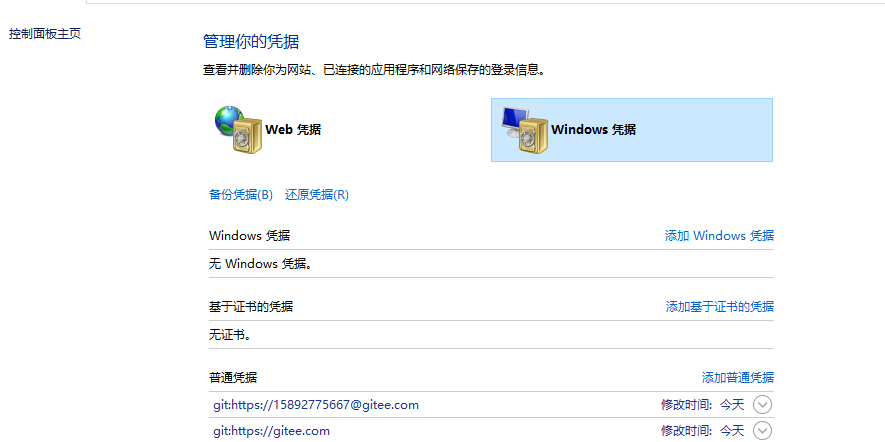 控制面板主页
管理你的凭据
查看并删除你为网站、已连接的应用程序和网络保存的登录信息。
Web 凭据
Windows 凭据
备份凭据(B) 还原凭据(R)
Windows 凭据 添加 Windows 凭据
无 Windows 凭据。
基于证书的凭据 添加基于证书的凭据
无证书。
普通凭据 添加普通凭据
git:https://15892775667@gitee.com 修改时间: 今天
git:https://gitee.com 修改时间: 今天